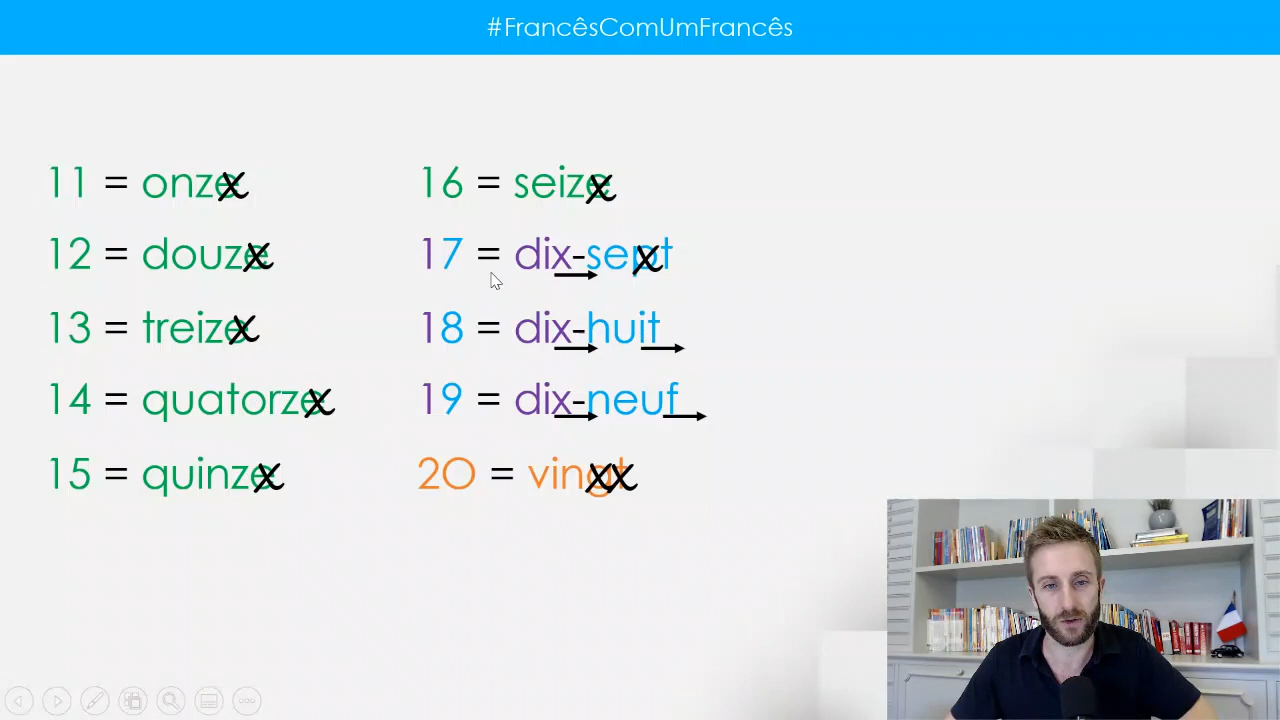 #FrancêsComUmFrancês
11 = onze
12 = douze
13 = treize
14 = quatorze
15 = quinze
16 = seize
17 = dix-sept
18 = dix-huit
19 = dix-neuf
20 = vingt